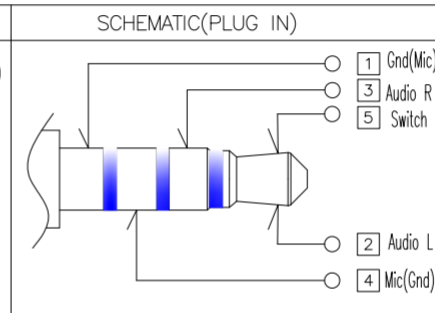 SCHEMATIC(PLUG IN)
1 Gnd(Mic)
3 Audio R
5 Switch
2 Audio L
4 Mic(Gnd)